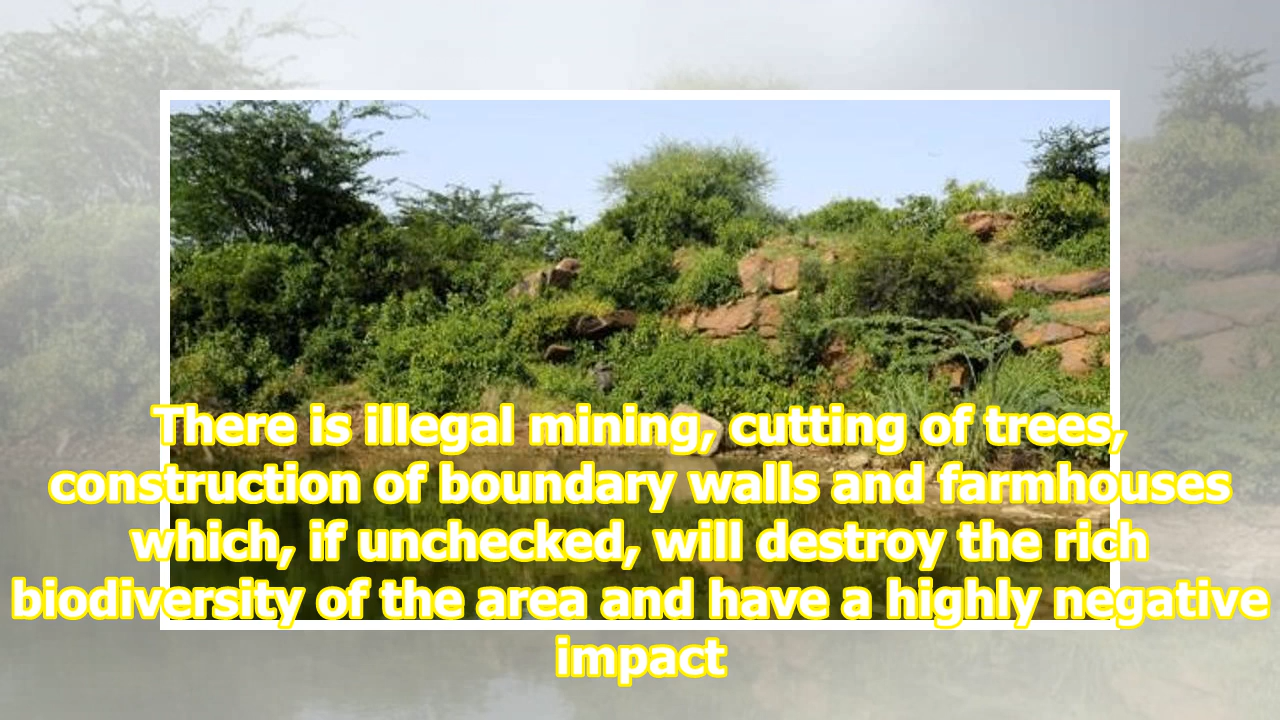 There is illegal mining, cutting of trees,
construction of boundary walls and farmhouses
which, if unchecked, will destroy the rich
biodiversity of the area and have a highly negative
impact